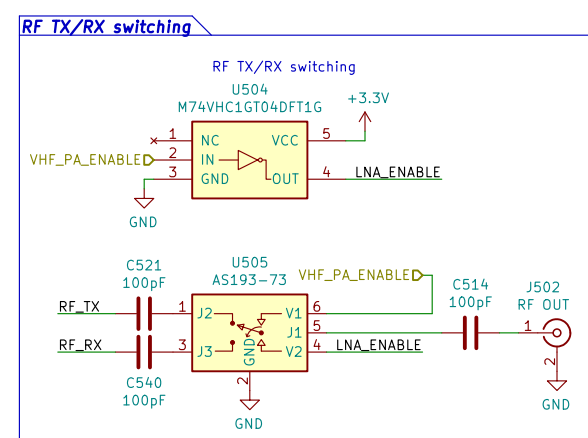 RF TX/RX switching
RF TX/RX switching
U504
M74VHC1GT04DFT1G
+3.3V
1 NC VCC 5
VHF_PA_ENABLE 2 IN
3 GND OUT 4 LNA_ENABLE
GND
U505
AS193-73
C521
100pF
VHF_PA_ENABLE
C514
100pF
J502
RF OUT
RF_TX 1 J2 V1 6
J1 5 1
RF_RX 3 J3 GND V2 4 LNA_ENABLE
2
2
C540
100pF
GND
GND